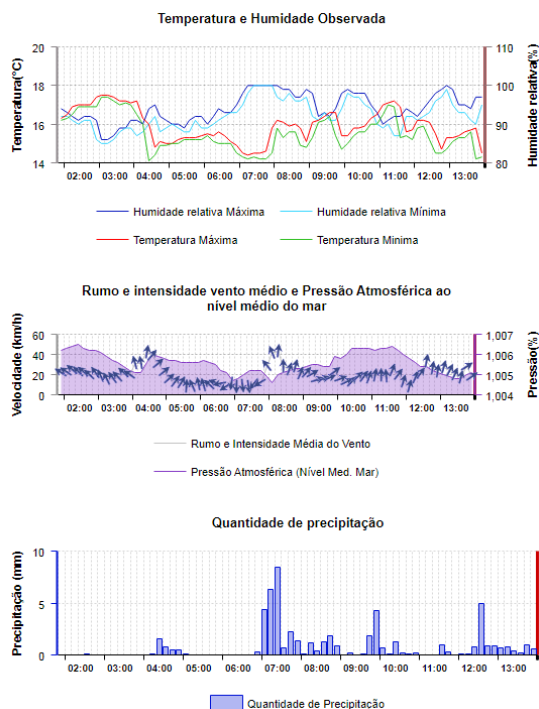 Temperatura e Humidade Observada
20
18
16
14
Temperatura(°C)
110
100
90
80
Humidade relativa(%)
02:00 03:00 04:00 05:00 06:00 07:00 08:00 09:00 10:00 11:00 12:00 13:00
Humidade relativa Máxima Humidade relativa Mínima
Temperatura Máxima Temperatura Minima
Rumo e intensidade vento médio e Pressão Atmosférica ao
nível médio do mar
60
40
20
0
Velocidade (km/h)
1,007
1,006
1,005
1,004
Pressão(%)
02:00 03:00 04:00 05:00 06:00 07:00 08:00 09:00 10:00 11:00 12:00 13:00
Rumo e Intensidade Média do Vento
Pressão Atmosférica (Nível Med. Mar)
Quantidade de precipitação
10
5
0
Precipitação (mm)
02:00 03:00 04:00 05:00 06:00 07:00 08:00 09:00 10:00 11:00 12:00 13:00
Quantidade de Precipitação